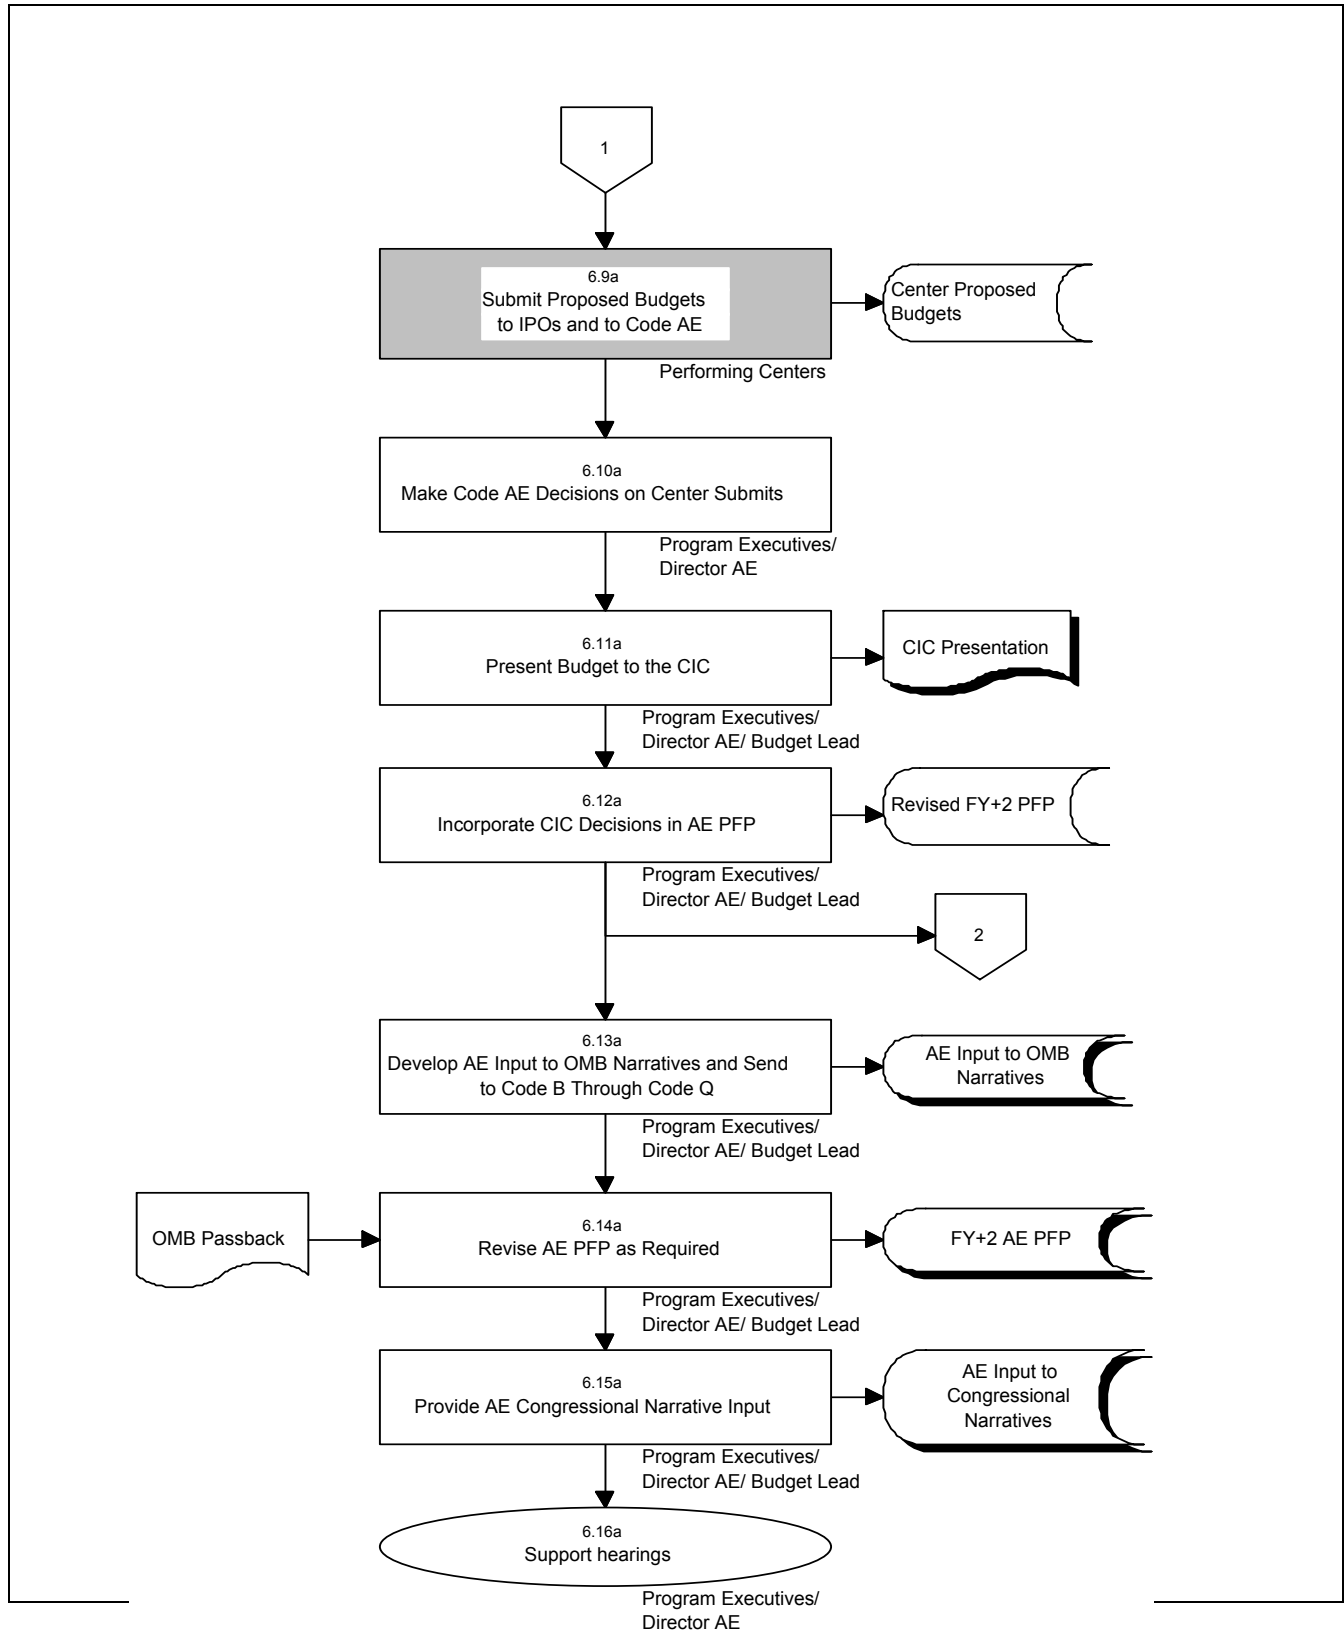 1
6.9a
Submit Proposed Budgets
to IPOs and to Code AE
Center Proposed
Budgets
Performing Centers
6.10a
Make Code AE Decisions on Center Submits
Program Executives/
Director AE
6.11a
Present Budget to the CIC
CIC Presentation
Program Executives/
Director AE/ Budget Lead
6.12a
Incorporate CIC Decisions in AE PFP
Revised FY+2 PFP
Program Executives/
Director AE/ Budget Lead
2
6.13a
Develop AE Input to OMB Narratives and Send
to Code B Through Code Q
AE Input to OMB
Narratives
Program Executives/
Director AE/ Budget Lead
OMB Passback
6.14a
Revise AE PFP as Required
FY+2 AE PFP
Program Executives/
Director AE/ Budget Lead
6.15a
Provide AE Congressional Narrative Input
AE Input to
Congressional
Narratives
Program Executives/
Director AE/ Budget Lead
6.16a
Support hearings
Program Executives/
Director AE